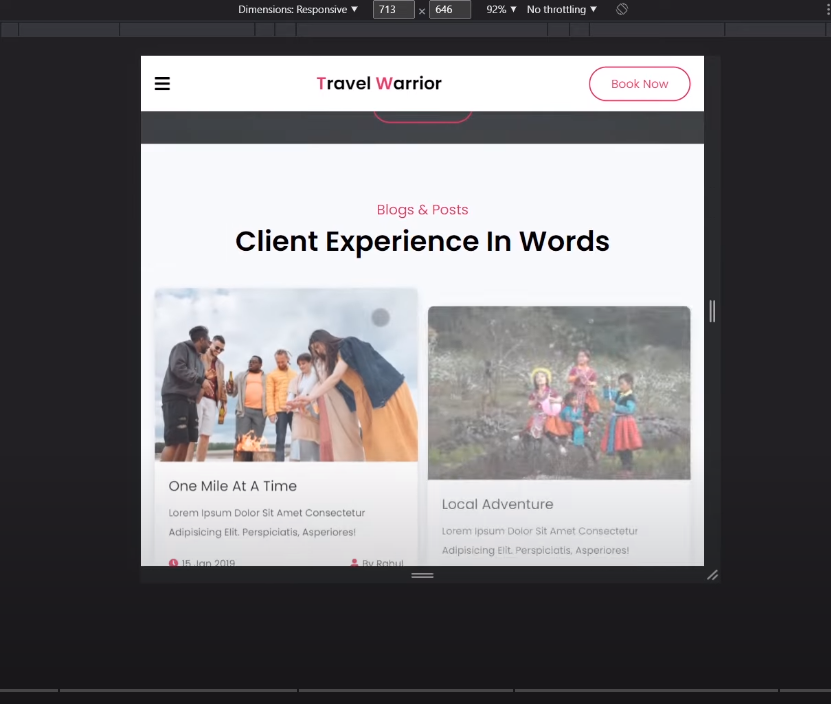 Dimensions: Responsive ▼ 713 × 646 92% ▼ No throttling ▼
Travel Warrior
Book Now
Blogs & Posts
Client Experience In Words
One Mile At A Time
Lorem Ipsum Dolor Sit Amet Consectetur
Adipisicing Elit. Perspiciatis, Asperiores!
15 Jan 2019 By Rahul
Local Adventure
Lorem Ipsum Dolor Sit Amet Consectetur
Adipisicing Elit. Perspiciatis, Asperiores!